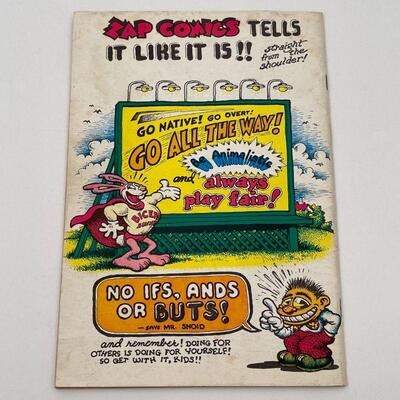 ZAP COMICS TELLS
IT LIKE IT IS!!
straight
from the
shoulder!
GO NATIVE! GO OVERT!
GO ALL THE WAY!
Be Animalistic
and always
play fair!
NO IFS, ANDS
OR BUTS!
— SAYS MR. SNOID
and remember! DOING FOR
OTHERS IS DOING FOR YOURSELF!
SO GET WITH IT, KIDS!!